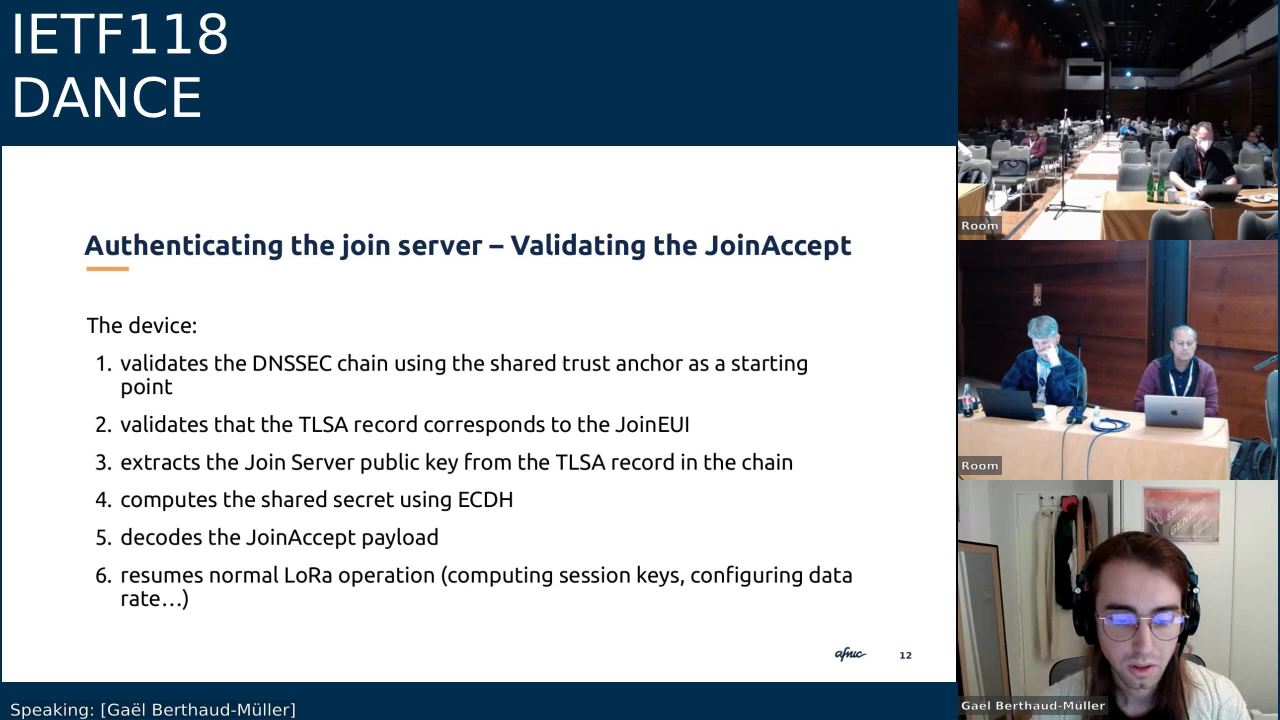 IETF118
DANCE
Authenticating the join server – Validating the JoinAccept
The device:
1. validates the DNSSEC chain using the shared trust anchor as a starting
point
2. validates that the TLSA record corresponds to the JoinEUI
3. extracts the Join Server public key from the TLSA record in the chain
4. computes the shared secret using ECDH
5. decodes the JoinAccept payload
6. resumes normal LoRa operation (computing session keys, configuring data
rate…)
afnic
12
Speaking: [Gaël Berthaud-Müller]
Room
Room
Gael Berthaud-Muller